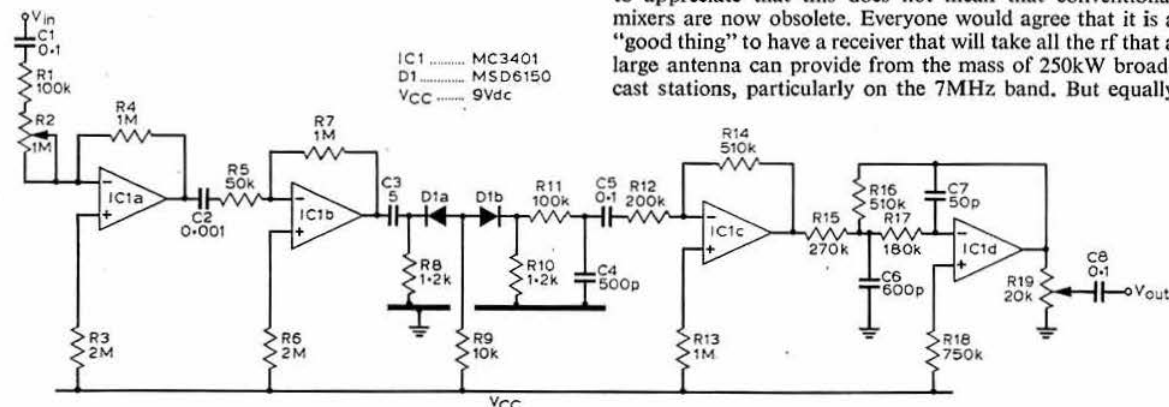 to appreciate that this does not mean that conventional
mixers are now obsolete. Everyone would agree that it is a
"good thing" to have a receiver that will take all the rf that a
large antenna can provide from the mass of 250kW broad-
cast stations, particularly on the 7MHz band. But equally
Vin
C1
0·1
R1
100k
R2
1M
IC1 ......... MC3401
D1 ......... MSD6150
VCC ....... 9Vdc
R4
1M
IC1a
R3
2M
C2
0·001
R5
50k
R7
1M
IC1b
R6
2M
C3
5
D1a
D1b
R8
1·2k
R9
10k
R10
1·2k
R11
100k
C4
500p
C5
0·1
R12
200k
R14
510k
IC1c
R13
1M
R15
270k
R16
510k
R17
180k
C6
600p
C7
50p
IC1d
R18
750k
R19
20k
C8
0·1
Vout
VCC